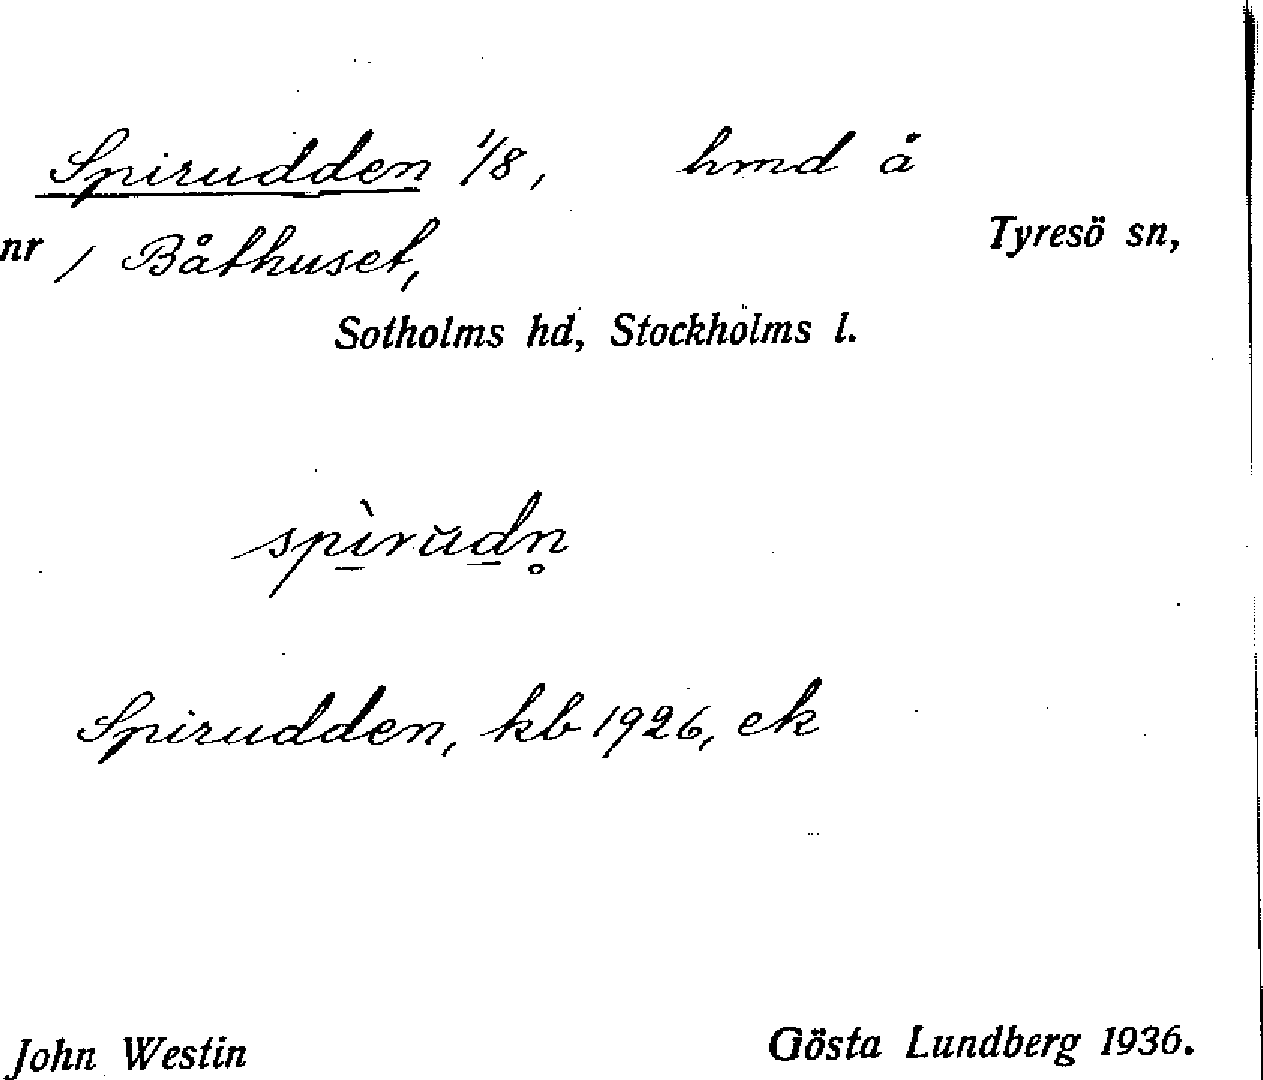 Spirudden 1/8, hmd å
nr 1 Båthuset, Tyresö sn,
Sotholms hd, Stockholms l.
spìrŭdn̥
Spirudden, kb 1926, ek
John Westin Gösta Lundberg 1936.